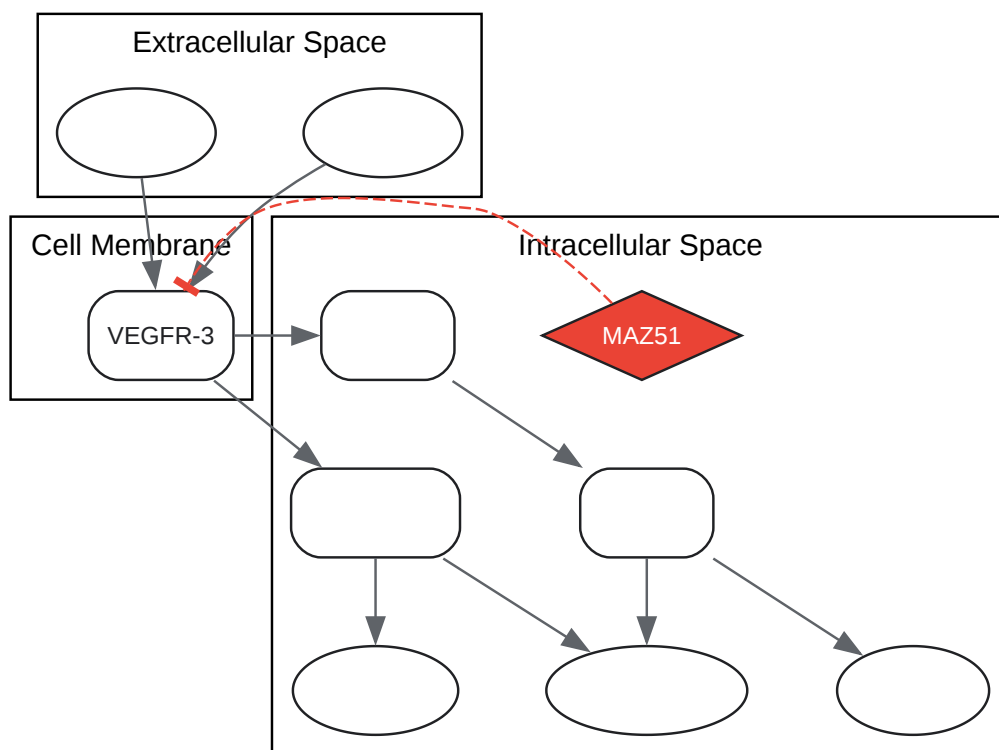 Extracellular Space
Cell Membrane
Intracellular Space
VEGFR-3
MAZ51